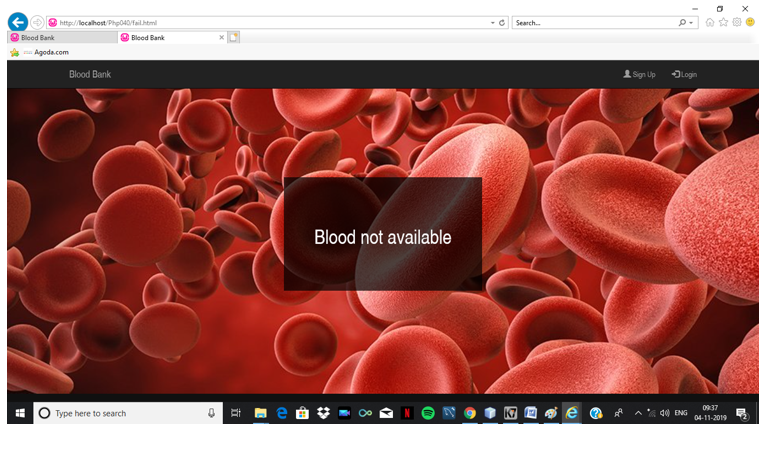 http://localhost/Php040/fail.html
Search...
Blood Bank
Blood Bank
Agoda.com
Blood Bank
Sign Up
Login
Blood not available
Type here to search
ENG
09:37
04-11-2019
2